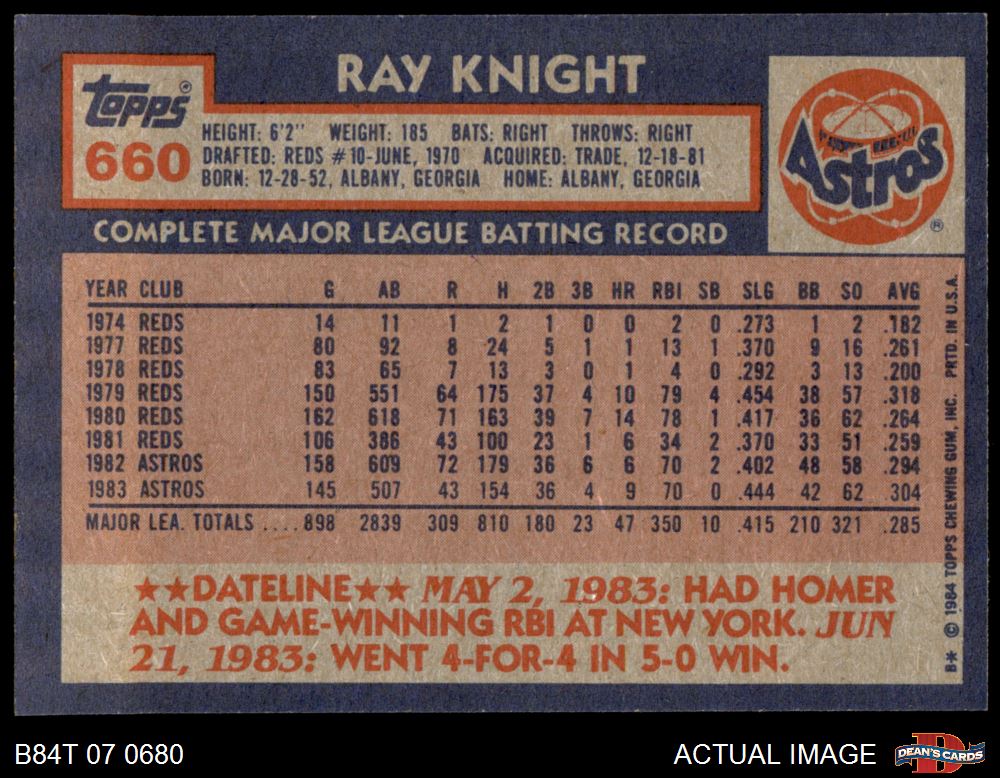 RAY KNIGHT
Topps®
660
HEIGHT: 6'2" WEIGHT: 185 BATS: RIGHT THROWS: RIGHT
DRAFTED: REDS #10-JUNE, 1970 ACQUIRED: TRADE, 12-18-81
BORN: 12-28-52, ALBANY, GEORGIA HOME: ALBANY, GEORGIA
Astros
®
COMPLETE MAJOR LEAGUE BATTING RECORD
YEAR CLUB G AB R H 2B 3B HR RBI SB SLG BB SO AVG
1974 REDS 14 11 1 2 1 0 0 2 0 .273 1 2 .182
1977 REDS 80 92 8 24 5 1 1 13 1 .370 9 16 .261
1978 REDS 83 65 7 13 3 0 1 4 0 .292 3 13 .200
1979 REDS 150 551 64 175 37 4 10 79 4 .454 38 57 .318
1980 REDS 162 618 71 163 39 7 14 78 1 .417 36 62 .264
1981 REDS 106 386 43 100 23 1 6 34 2 .370 33 51 .259
1982 ASTROS 158 609 72 179 36 6 6 70 2 .402 48 58 .294
1983 ASTROS 145 507 43 154 36 4 9 70 0 .444 42 62 .304
MAJOR LEA. TOTALS .... 898 2839 309 810 180 23 47 350 10 .415 210 321 .285
★★DATELINE★★ MAY 2, 1983: HAD HOMER
AND GAME-WINNING RBI AT NEW YORK. JUN
21, 1983: WENT 4-FOR-4 IN 5-0 WIN.
B* © 1984 TOPPS CHEWING GUM, INC. PRTD. IN U.S.A.
B84T 07 0680
ACTUAL IMAGE
D
DEAN'S CARDS